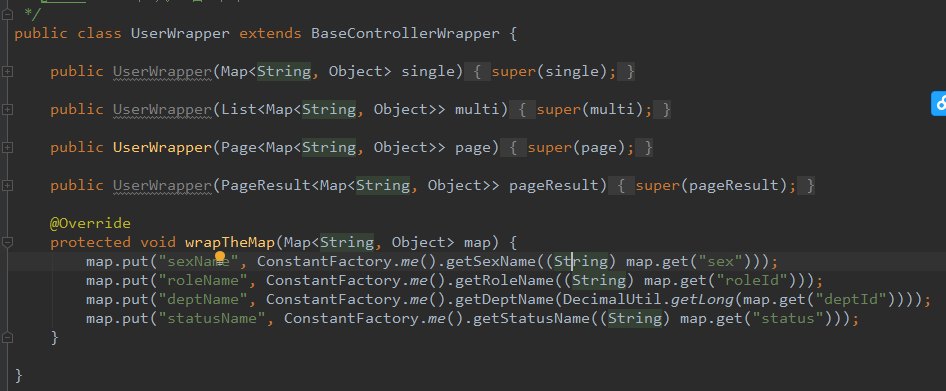 */
public class UserWrapper extends BaseControllerWrapper {
public UserWrapper(Map<String, Object> single) { super(single); }
public UserWrapper(List<Map<String, Object>> multi) { super(multi); }
public UserWrapper(Page<Map<String, Object>> page) { super(page); }
public UserWrapper(PageResult<Map<String, Object>> pageResult) { super(pageResult); }
@Override
protected void wrapTheMap(Map<String, Object> map) {
map.put("sexName", ConstantFactory.me().getSexName((String) map.get("sex")));
map.put("roleName", ConstantFactory.me().getRoleName((String) map.get("roleId")));
map.put("deptName", ConstantFactory.me().getDeptName(DecimalUtil.getLong(map.get("deptId"))));
map.put("statusName", ConstantFactory.me().getStatusName((String) map.get("status")));
}
}